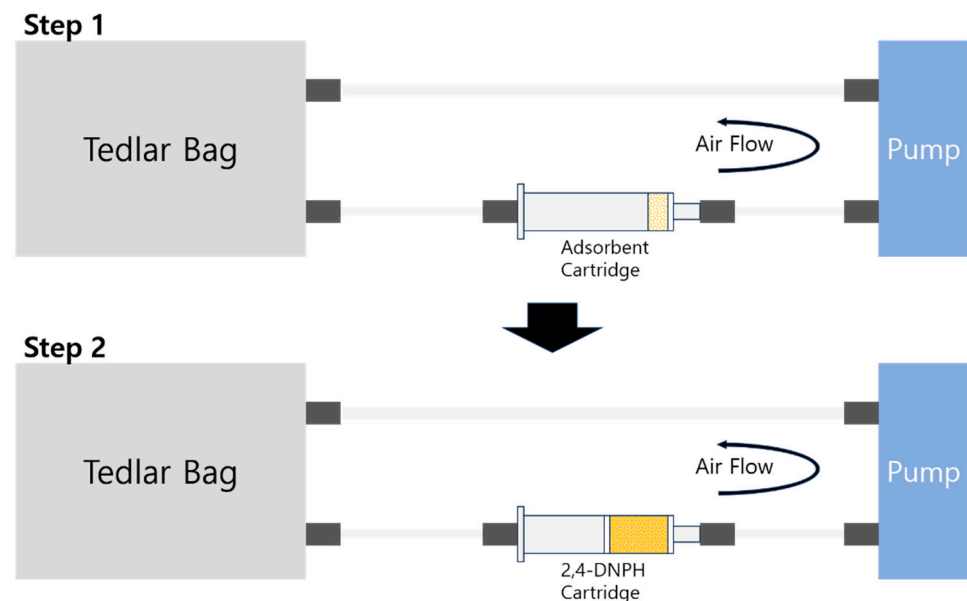 Step 1
Tedlar Bag
Air Flow
Pump
Adsorbent
Cartridge
Step 2
Tedlar Bag
Air Flow
Pump
2,4-DNPH
Cartridge